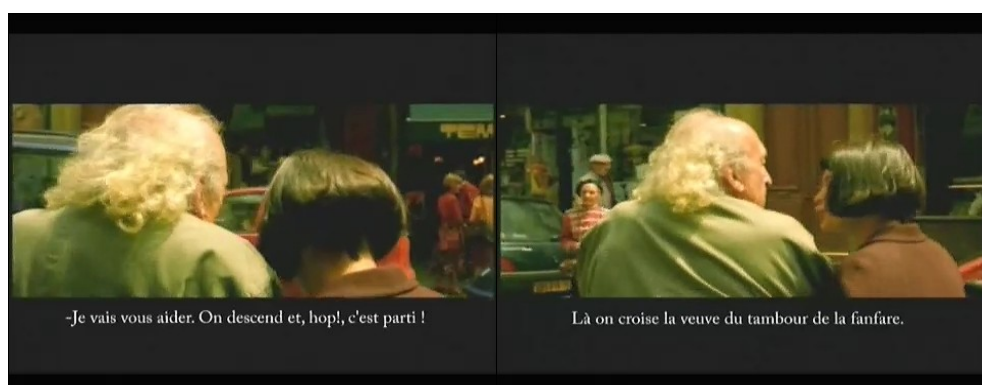 TEM
-Je vais vous aider. On descend et, hop!, c'est parti !
Là on croise la veuve du tambour de la fanfare.